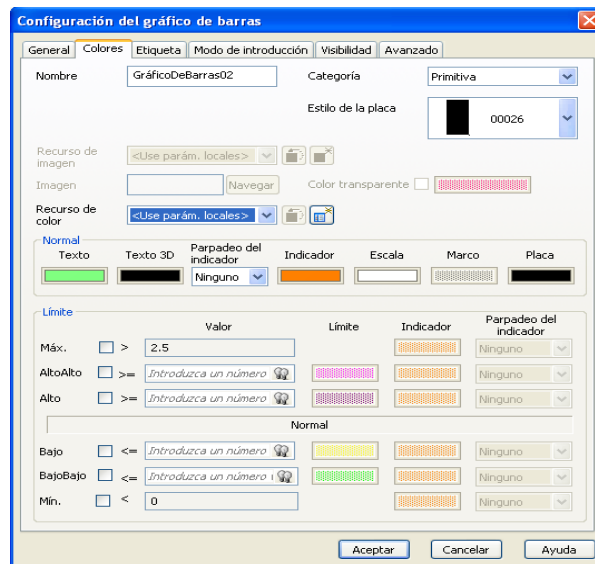 Configuración del gráfico de barras
General Colores Etiqueta Modo de introducción Visibilidad Avanzado
Nombre GráficoDeBarras02 Categoría Primitiva
Estilo de la placa 00026
Recurso de imagen <Use parám. locales>
Imagen Navegar Color transparente
Recurso de color <Use parám. locales>
Normal
Texto Texto 3D Parpadeo del indicador Indicador Escala Marco Placa
Ninguno
Límite
Valor Límite Indicador Parpadeo del indicador
Máx. > 2.5 Ninguno
AltoAlto >= Introduzca un número Ninguno
Alto >= Introduzca un número Ninguno
Normal
Bajo <= Introduzca un número Ninguno
BajoBajo <= Introduzca un número Ninguno
Mín. < 0 Ninguno
Aceptar Cancelar Ayuda